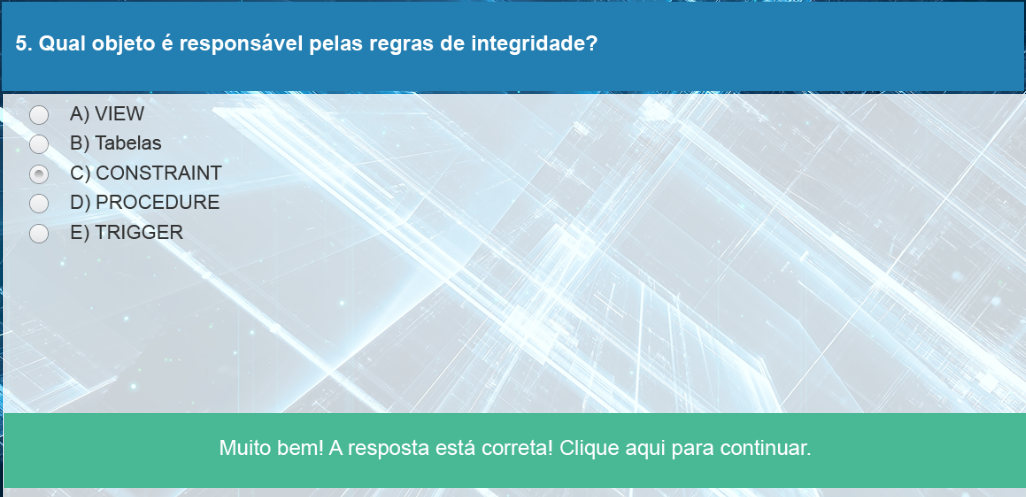 5. Qual objeto é responsável pelas regras de integridade?
A) VIEW
B) Tabelas
C) CONSTRAINT
D) PROCEDURE
E) TRIGGER
Muito bem! A resposta está correta! Clique aqui para continuar.